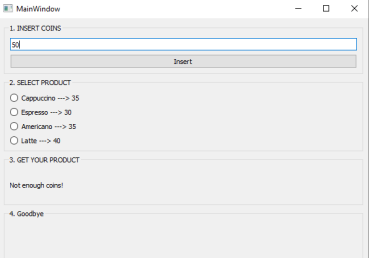 MainWindow
1. INSERT COINS
50
Insert
2. SELECT PRODUCT
Cappuccino ---> 35
Espresso ---> 30
Americano ---> 35
Latte ---> 40
3. GET YOUR PRODUCT
Not enough coins!
4. Goodbye